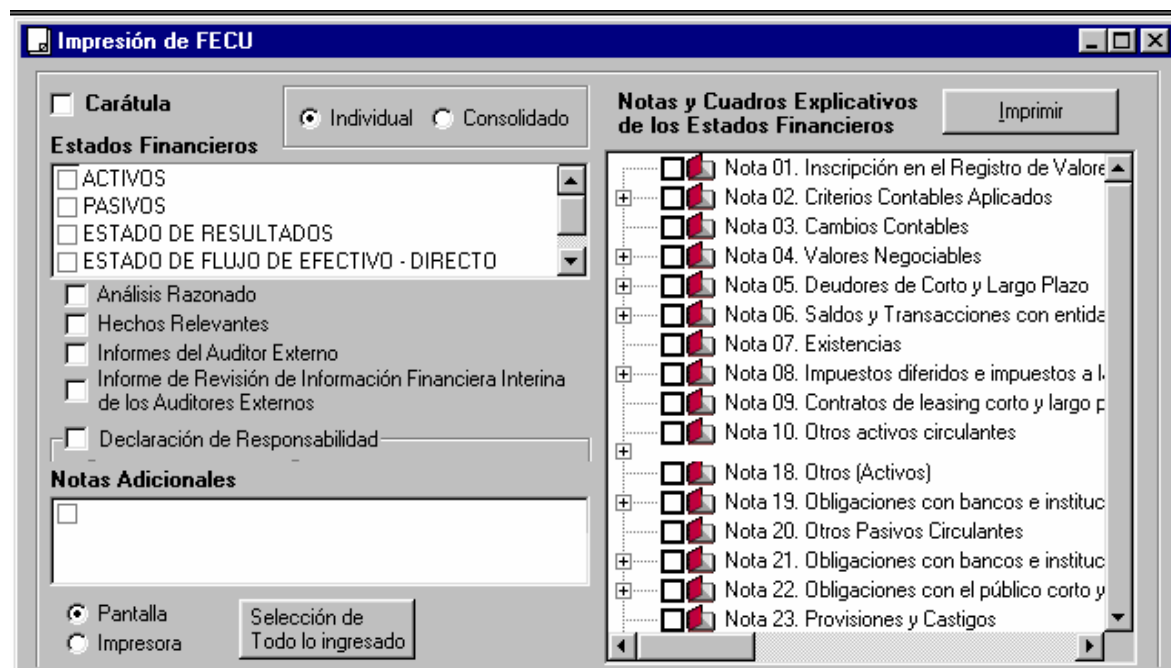 Impresión de FECU
Carátula
Individual
Consolidado
Estados Financieros
ACTIVOS
PASIVOS
ESTADO DE RESULTADOS
ESTADO DE FLUJO DE EFECTIVO - DIRECTO
Análisis Razonado
Hechos Relevantes
Informes del Auditor Externo
Informe de Revisión de Información Financiera Interina
de los Auditores Externos
Declaración de Responsabilidad
Notas Adicionales
Pantalla
Impresora
Selección de
Todo lo ingresado
Notas y Cuadros Explicativos
de los Estados Financieros
Imprimir
Nota 01. Inscripción en el Registro de Valore
Nota 02. Criterios Contables Aplicados
Nota 03. Cambios Contables
Nota 04. Valores Negociables
Nota 05. Deudores de Corto y Largo Plazo
Nota 06. Saldos y Transacciones con entida
Nota 07. Existencias
Nota 08. Impuestos diferidos e impuestos a l
Nota 09. Contratos de leasing corto y largo p
Nota 10. Otros activos circulantes
Nota 18. Otros (Activos)
Nota 19. Obligaciones con bancos e instituc
Nota 20. Otros Pasivos Circulantes
Nota 21. Obligaciones con bancos e instituc
Nota 22. Obligaciones con el público corto y
Nota 23. Provisiones y Castigos